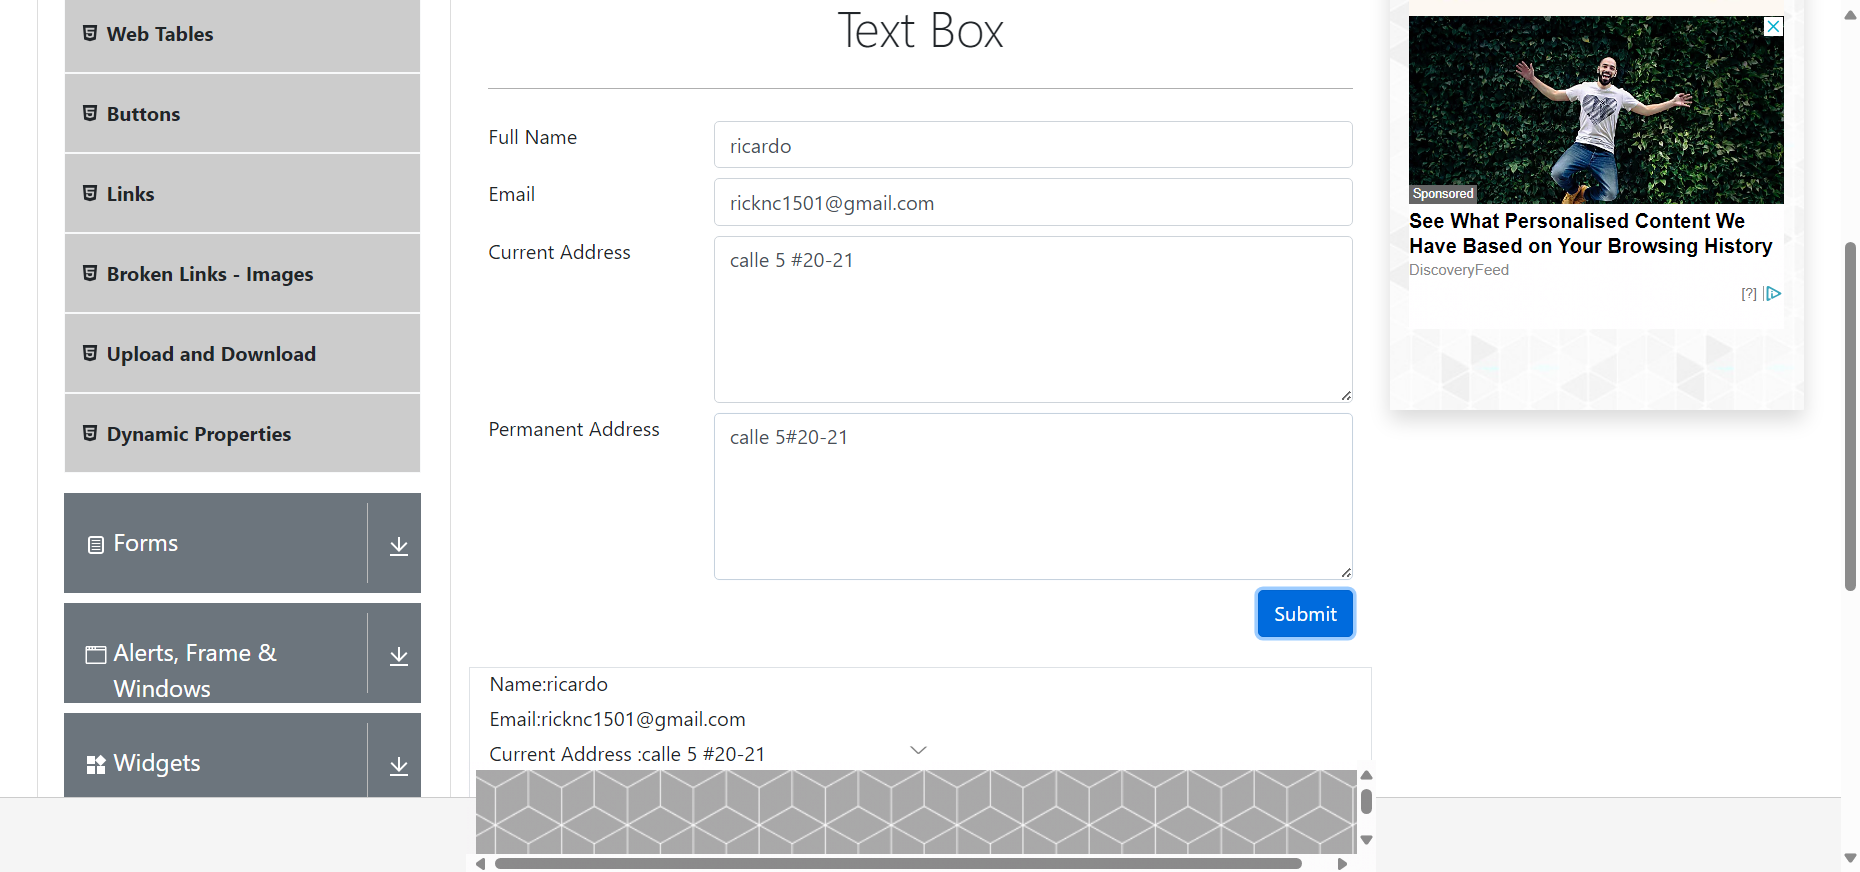 Web Tables
Buttons
Links
Broken Links - Images
Upload and Download
Dynamic Properties
Forms
Alerts, Frame &
Windows
Widgets
Text Box
Full Name
ricardo
Email
ricknc1501@gmail.com
Current Address
calle 5 #20-21
Permanent Address
calle 5#20-21
Submit
Name:ricardo
Email:ricknc1501@gmail.com
Current Address :calle 5 #20-21
Sponsored
See What Personalised Content We
Have Based on Your Browsing History
DiscoveryFeed
[?]